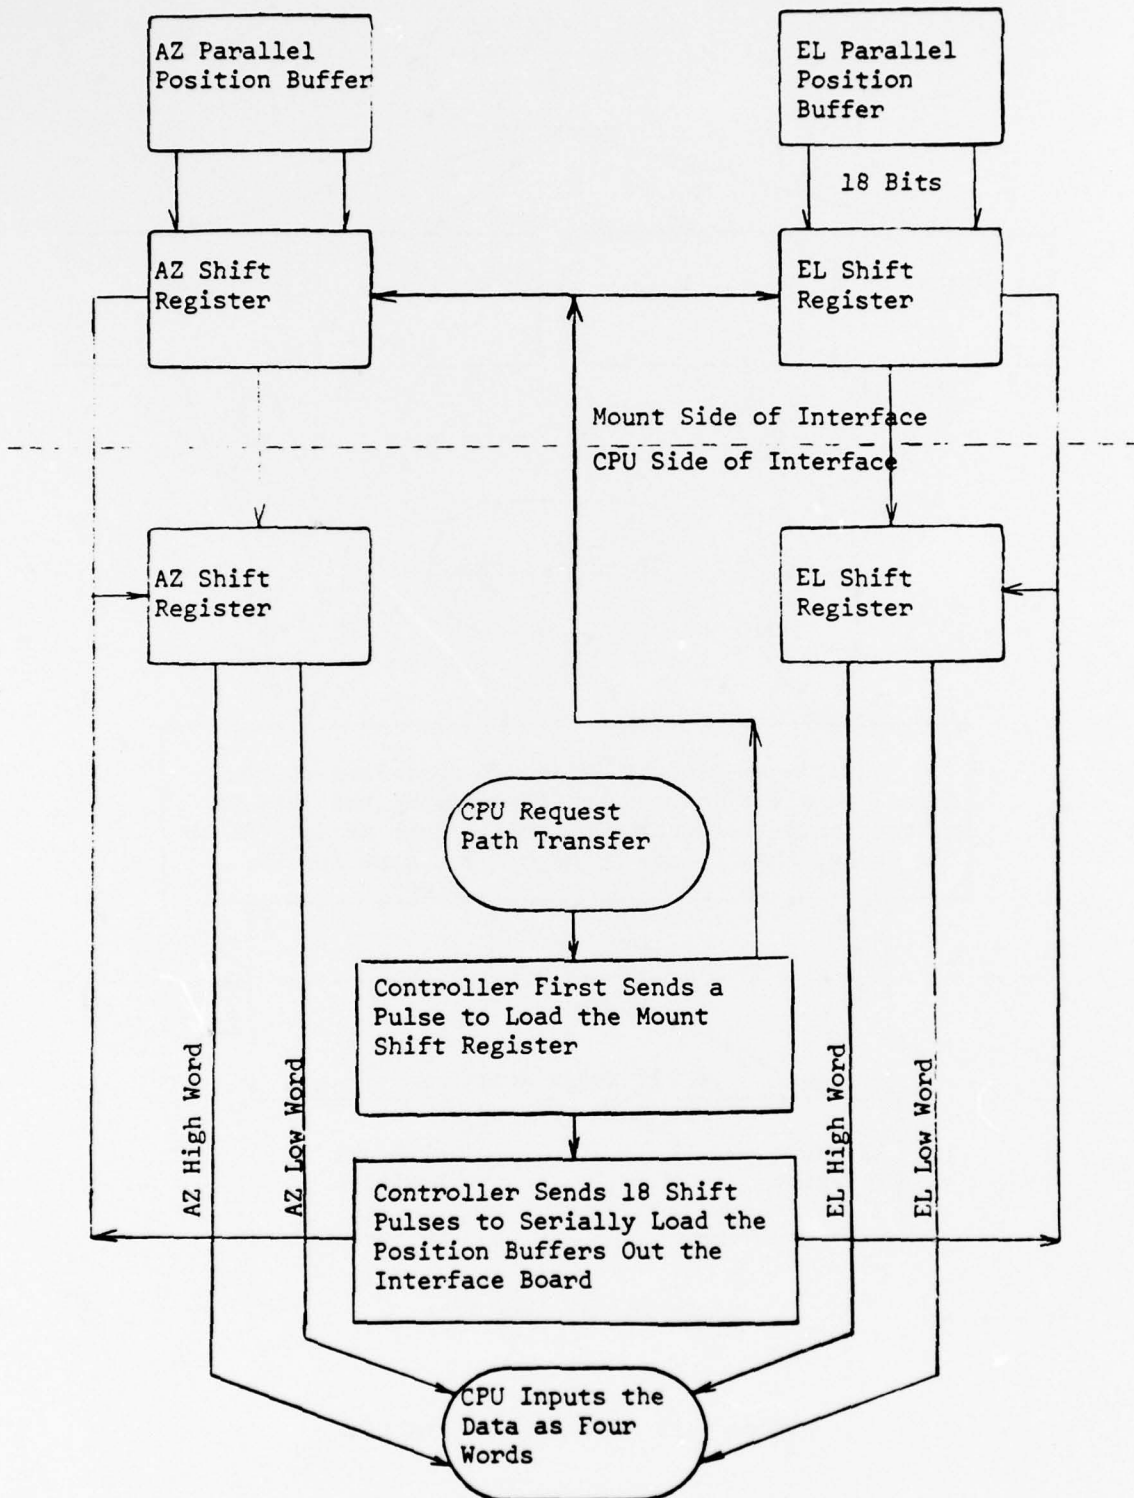 AZ Parallel
Position Buffer
EL Parallel
Position
Buffer
18 Bits
AZ Shift
Register
EL Shift
Register
Mount Side of Interface
CPU Side of Interface
AZ Shift
Register
EL Shift
Register
CPU Request
Path Transfer
Controller First Sends a
Pulse to Load the Mount
Shift Register
AZ High Word
AZ Low Word
EL High Word
EL Low Word
Controller Sends 18 Shift
Pulses to Serially Load the
Position Buffers Out the
Interface Board
CPU Inputs the
Data as Four
Words